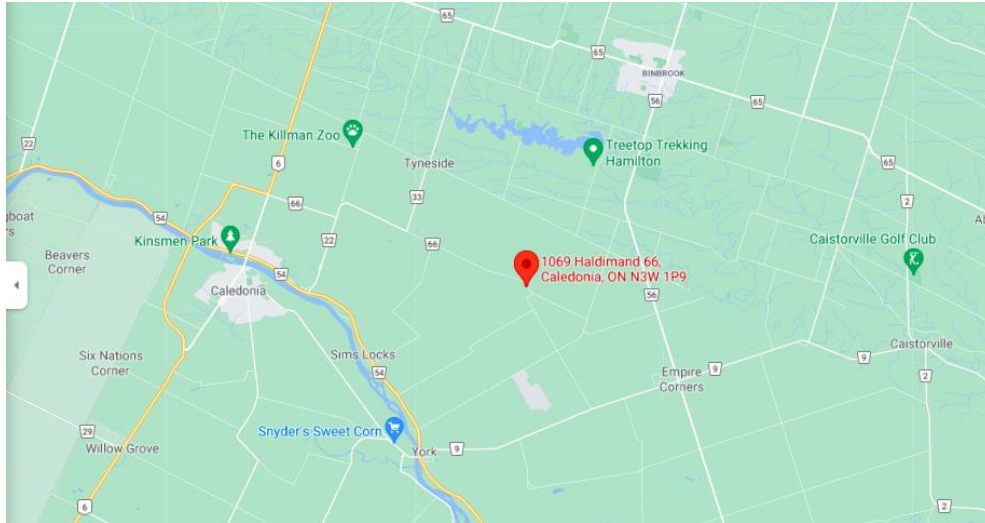 65
65
BINBROOK
56
65
22
The Killman Zoo
Treetop Trekking
Hamilton
6
Tyneside
65
33
66
2
54
gboat
rs
Kinsmen Park
22
66
Caistorville Golf Club
Beavers
Corner
1069 Haldimand 66,
Caledonia, ON N3W 1P9
54
Caledonia
56
Six Nations
Corner
Sims Locks
9
Caistorville
54
Empire
Corners
9
2
Snyder's Sweet Corn
29
Willow Grove
York
9
6
2